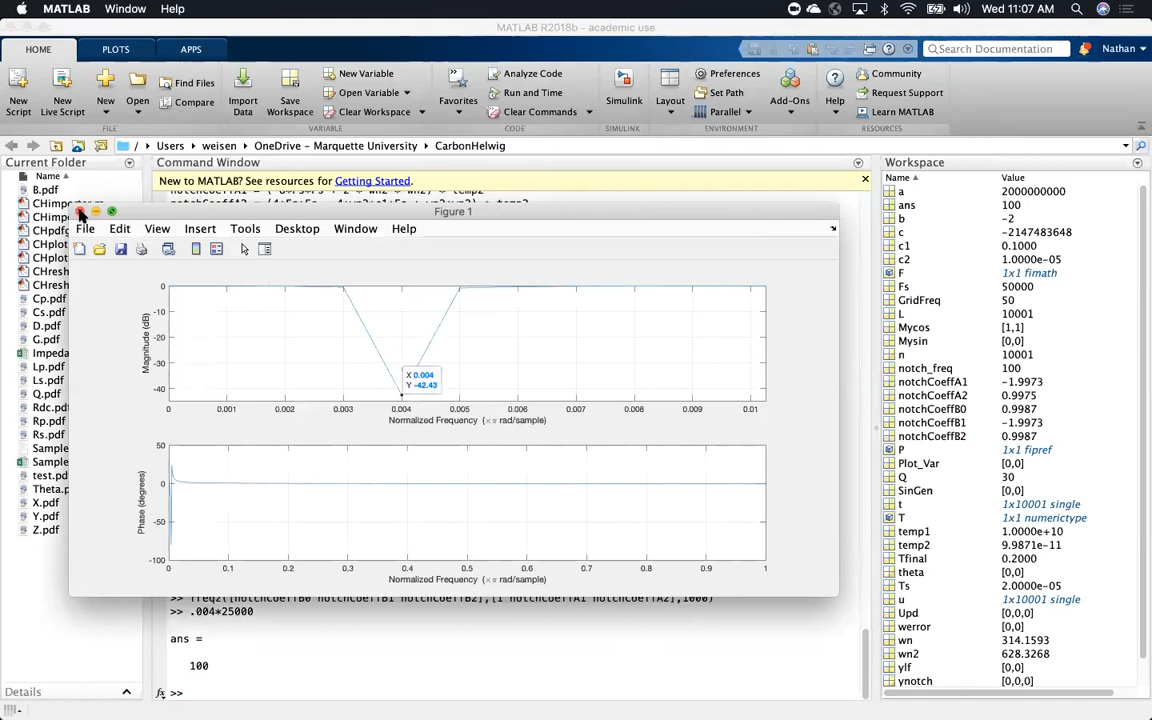 MATLAB Window Help Wed 11:07 AM
MATLAB R2018b - academic use
HOME PLOTS APPS Search Documentation Nathan
New Script New Live Script New Open Find Files Compare Import Data Save Workspace New Variable Open Variable Clear Workspace Favorites Analyze Code Run and Time Clear Commands Simulink Layout Preferences Set Path Parallel Add-Ons Help Community Request Support Learn MATLAB
FILE VARIABLE CODE SIMULINK ENVIRONMENT RESOURCES
/ Users weisen OneDrive - Marquette University CarbonHelwig
Current Folder Command Window Workspace
Name
B.pdf
CHimporter.m
CHimpo
CHpdfg
CHplot
CHplot
CHresh
CHresh
Cp.pdf
Cs.pdf
D.pdf
G.pdf
Impeda
Lp.pdf
Ls.pdf
Q.pdf
Rdc.pdf
Rp.pdf
Rs.pdf
Sample
Sample
test.pdf
Theta.p
X.pdf
Y.pdf
Z.pdf
Details
New to MATLAB? See resources for Getting Started.
Figure 1
File Edit View Insert Tools Desktop Window Help
Magnitude (dB)
0
-10
-20
-30
-40
X 0.004
Y -42.43
0 0.001 0.002 0.003 0.004 0.005 0.006 0.007 0.008 0.009 0.01
Normalized Frequency (×π rad/sample)
Phase (degrees)
50
0
-50
-100
0 0.1 0.2 0.3 0.4 0.5 0.6 0.7 0.8 0.9 1
Normalized Frequency (×π rad/sample)
>> freqz([notchCoeffB0 notchCoeffB1 notchCoeffB2],[1 notchCoeffA1 notchCoeffA2],1000)
>> .004*25000
ans =
100
fx >>
Name Value
a 2000000000
ans 100
b -2
c -2147483648
c1 0.1000
c2 1.0000e-05
F 1x1 fimath
Fs 50000
GridFreq 50
L 10001
Mycos [1,1]
Mysin [0,0]
n 10001
notch_freq 100
notchCoeffA1 -1.9973
notchCoeffA2 0.9975
notchCoeffB0 0.9987
notchCoeffB1 -1.9973
notchCoeffB2 0.9987
P 1x1 fipref
Plot_Var [0,0]
Q 30
SinGen [0,0]
t 1x10001 single
T 1x1 numerictype
temp1 1.0000e+10
temp2 9.9871e-11
Tfinal 0.2000
theta [0,0]
Ts 2.0000e-05
u 1x10001 single
Upd [0,0,0]
werror [0,0]
wn 314.1593
wn2 628.3268
ylf [0,0]
ynotch [0,0,0]